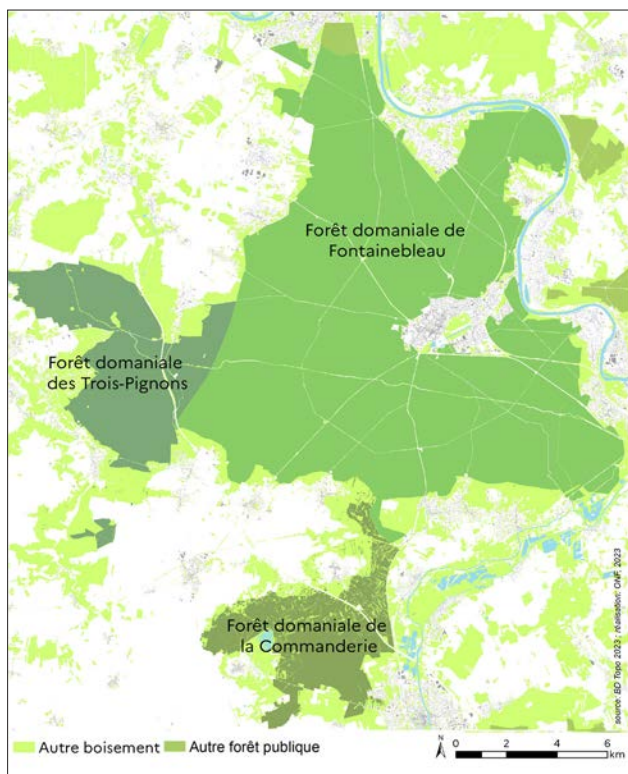 Forêt domaniale de
Fontainebleau
Forêt domaniale
des Trois-Pignons
Forêt domaniale de
la Commanderie
source: BD Topo 2023 ; réalisation: ONF, 2023
Autre boisement
Autre forêt publique
N
0 2 4 6
km